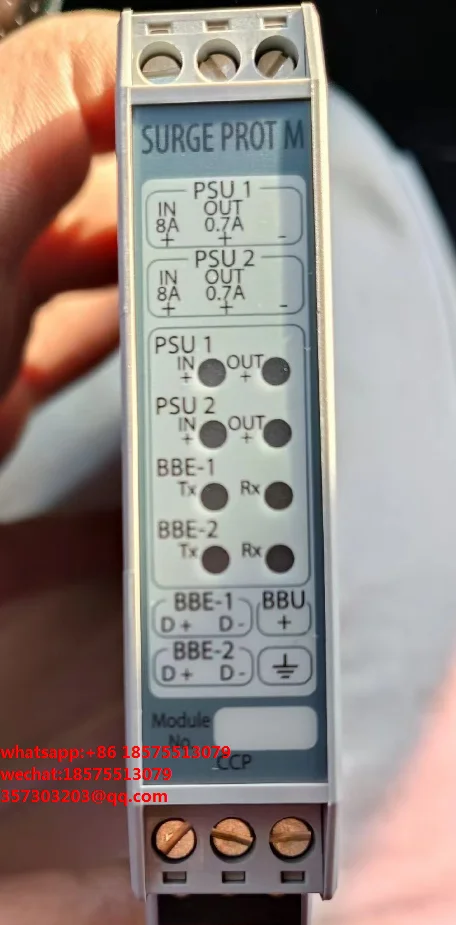 SURGE PROT M
PSU 1
IN OUT
8A 0.7A
+ + -
PSU 2
IN OUT
8A 0.7A
+ + -
PSU 1
IN OUT
+ +
PSU 2
IN OUT
+ +
BBE-1
Tx Rx
BBE-2
Tx Rx
BBE-1 BBU
D+ D- +
BBE-2
D+ D-
Module
No
CCP
whatsapp:+86 18575513079
wechat:18575513079
357303203@qq.com